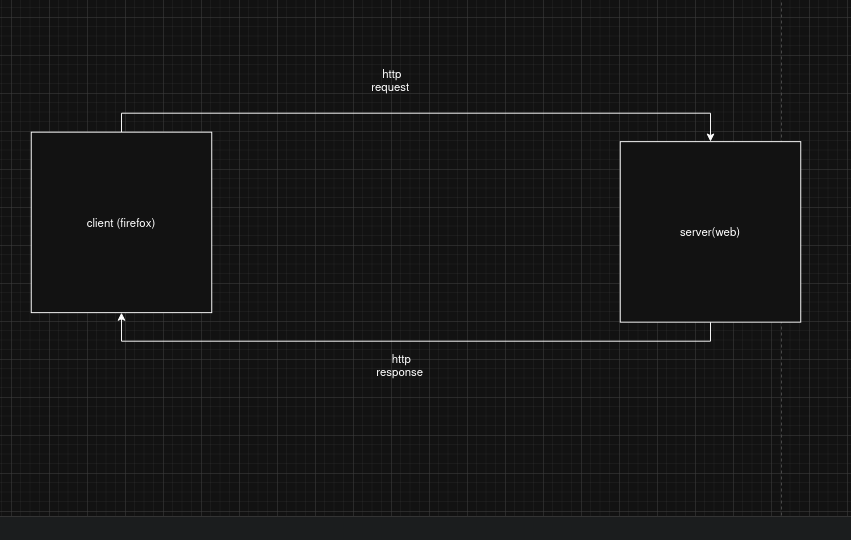 http
request
client (firefox)
server(web)
http
response